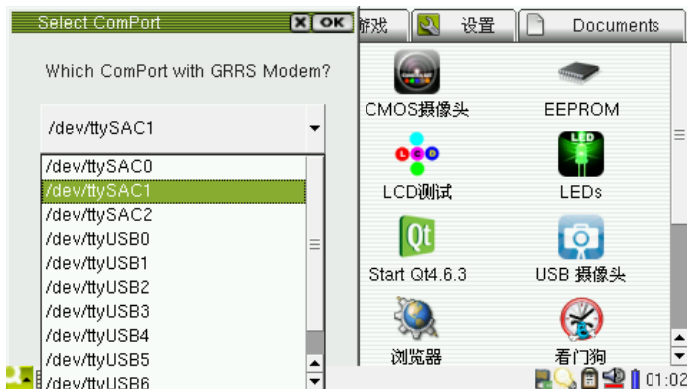 Select ComPort
OK
Which ComPort with GRRS Modem?
/dev/ttySAC1
/dev/ttySAC0
/dev/ttySAC1
/dev/ttySAC2
/dev/ttyUSB0
/dev/ttyUSB1
/dev/ttyUSB2
/dev/ttyUSB3
/dev/ttyUSB4
/dev/ttyUSB5
/dev/ttyUSB6
游戏
设置
Documents
CMOS摄像头
EEPROM
LCD测试
LED
LEDs
Qt
Start Qt4.6.3
USB 摄像头
浏览器
看门狗
01:02